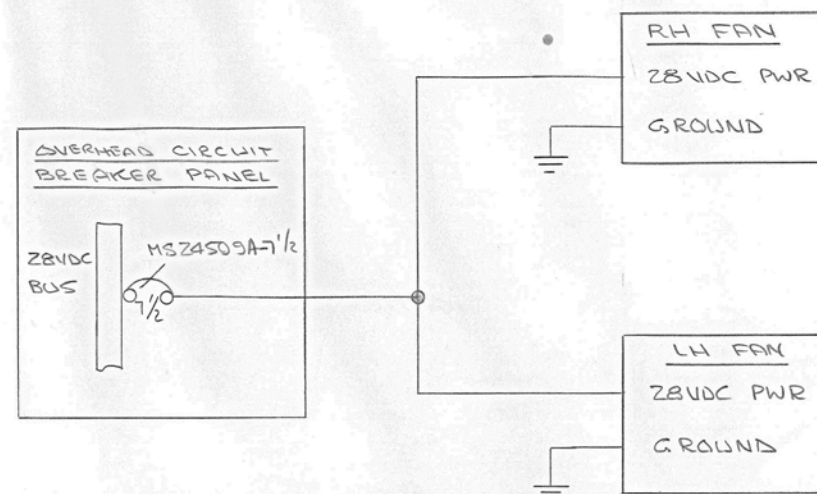 OVERHEAD CIRCUIT
BREAKER PANEL
28VDC
BUS
MS24509A-7 1/2
7 1/2
RH FAN
28VDC PWR
GROUND
LH FAN
28VDC PWR
GROUND